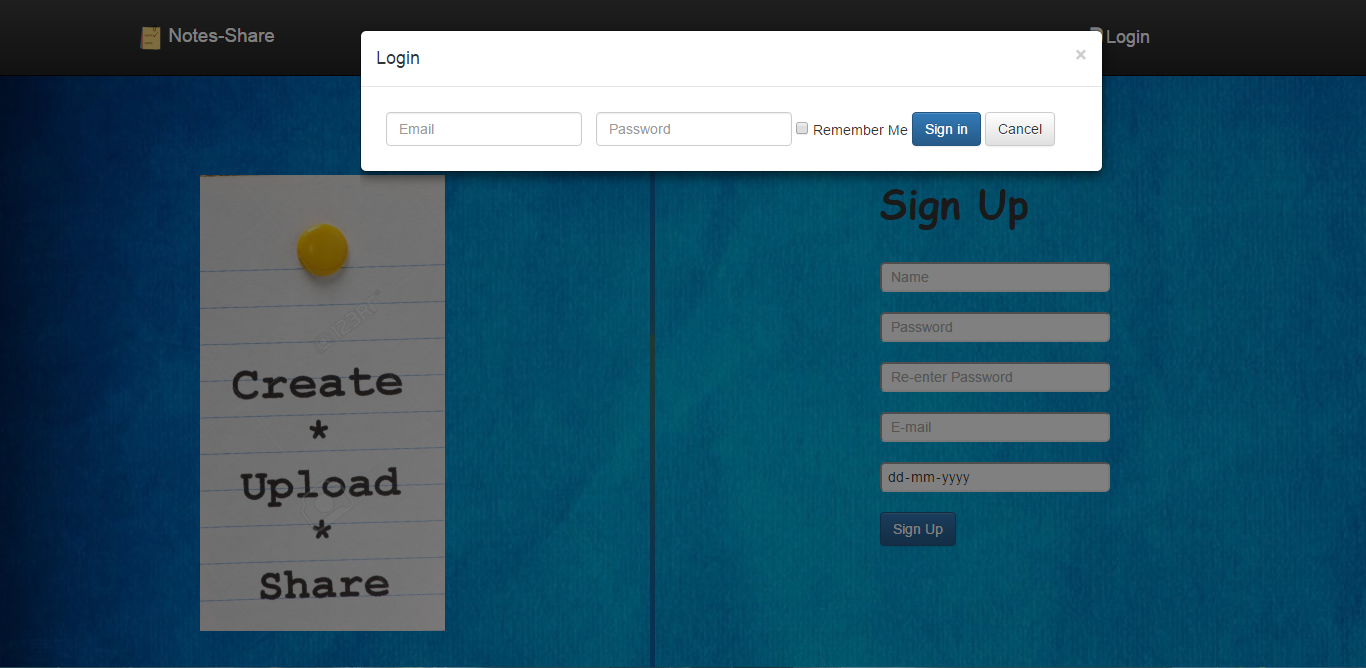 Notes-Share
Login
Login
×
Email
Password
Remember Me
Sign in
Cancel
Create
*
Upload
*
Share
Sign Up
Name
Password
Re-enter Password
E-mail
dd-mm-yyyy
Sign Up